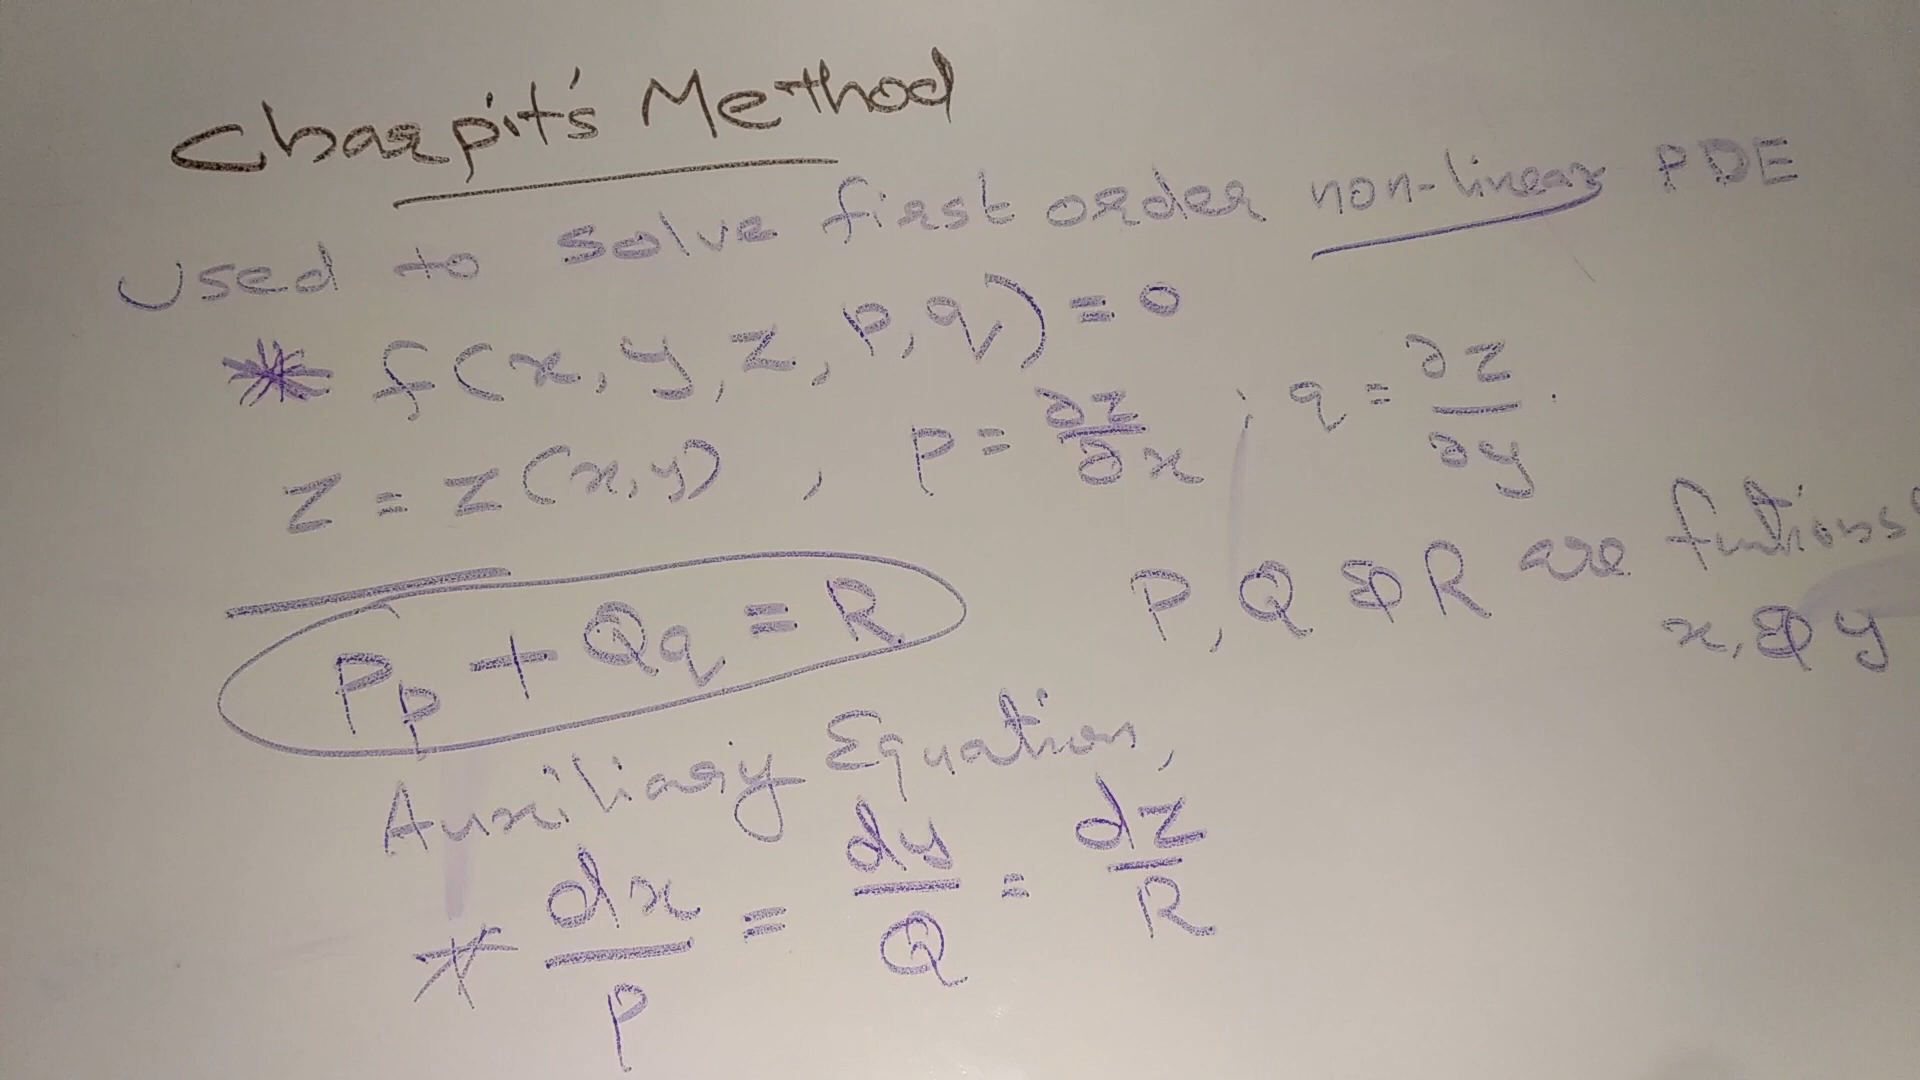 Charpit's Method
Used to solve first order non-linear PDE
* f(x, y, z, p, q) = 0
z = z(x, y) , p = ∂z/∂x ; q = ∂z/∂y .
Pp + Qq = R P, Q & R are funtions
x, & y
Auxiliary Equation,
* dx/P = dy/Q = dz/R